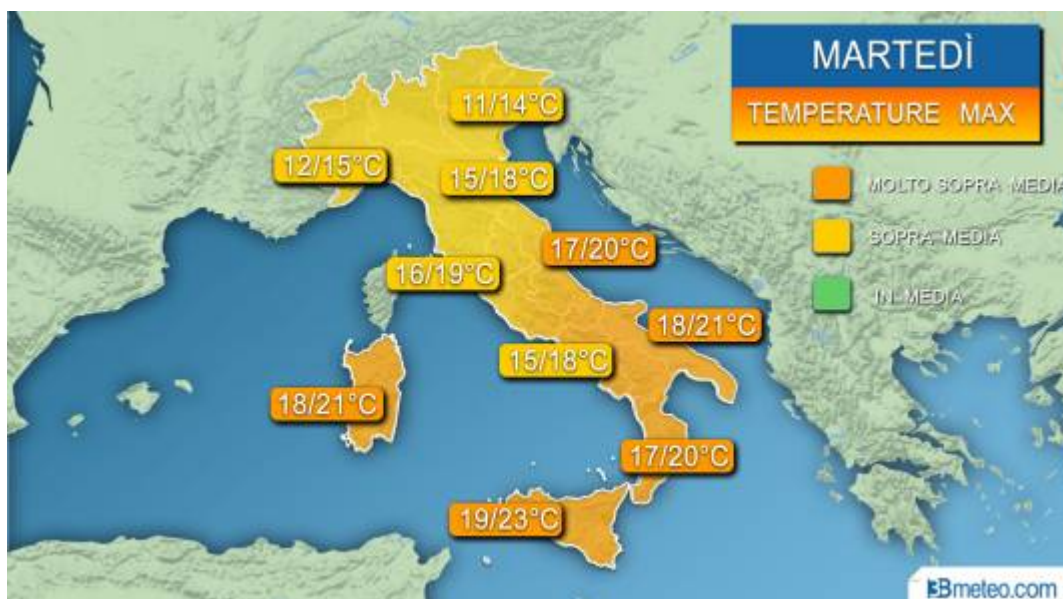 MARTEDÌ
TEMPERATURE MAX
MOLTO SOPRA MEDIA
SOPRA MEDIA
IN MEDIA
11/14°C
12/15°C
15/18°C
17/20°C
16/19°C
18/21°C
15/18°C
18/21°C
17/20°C
19/23°C
3Bmeteo.com